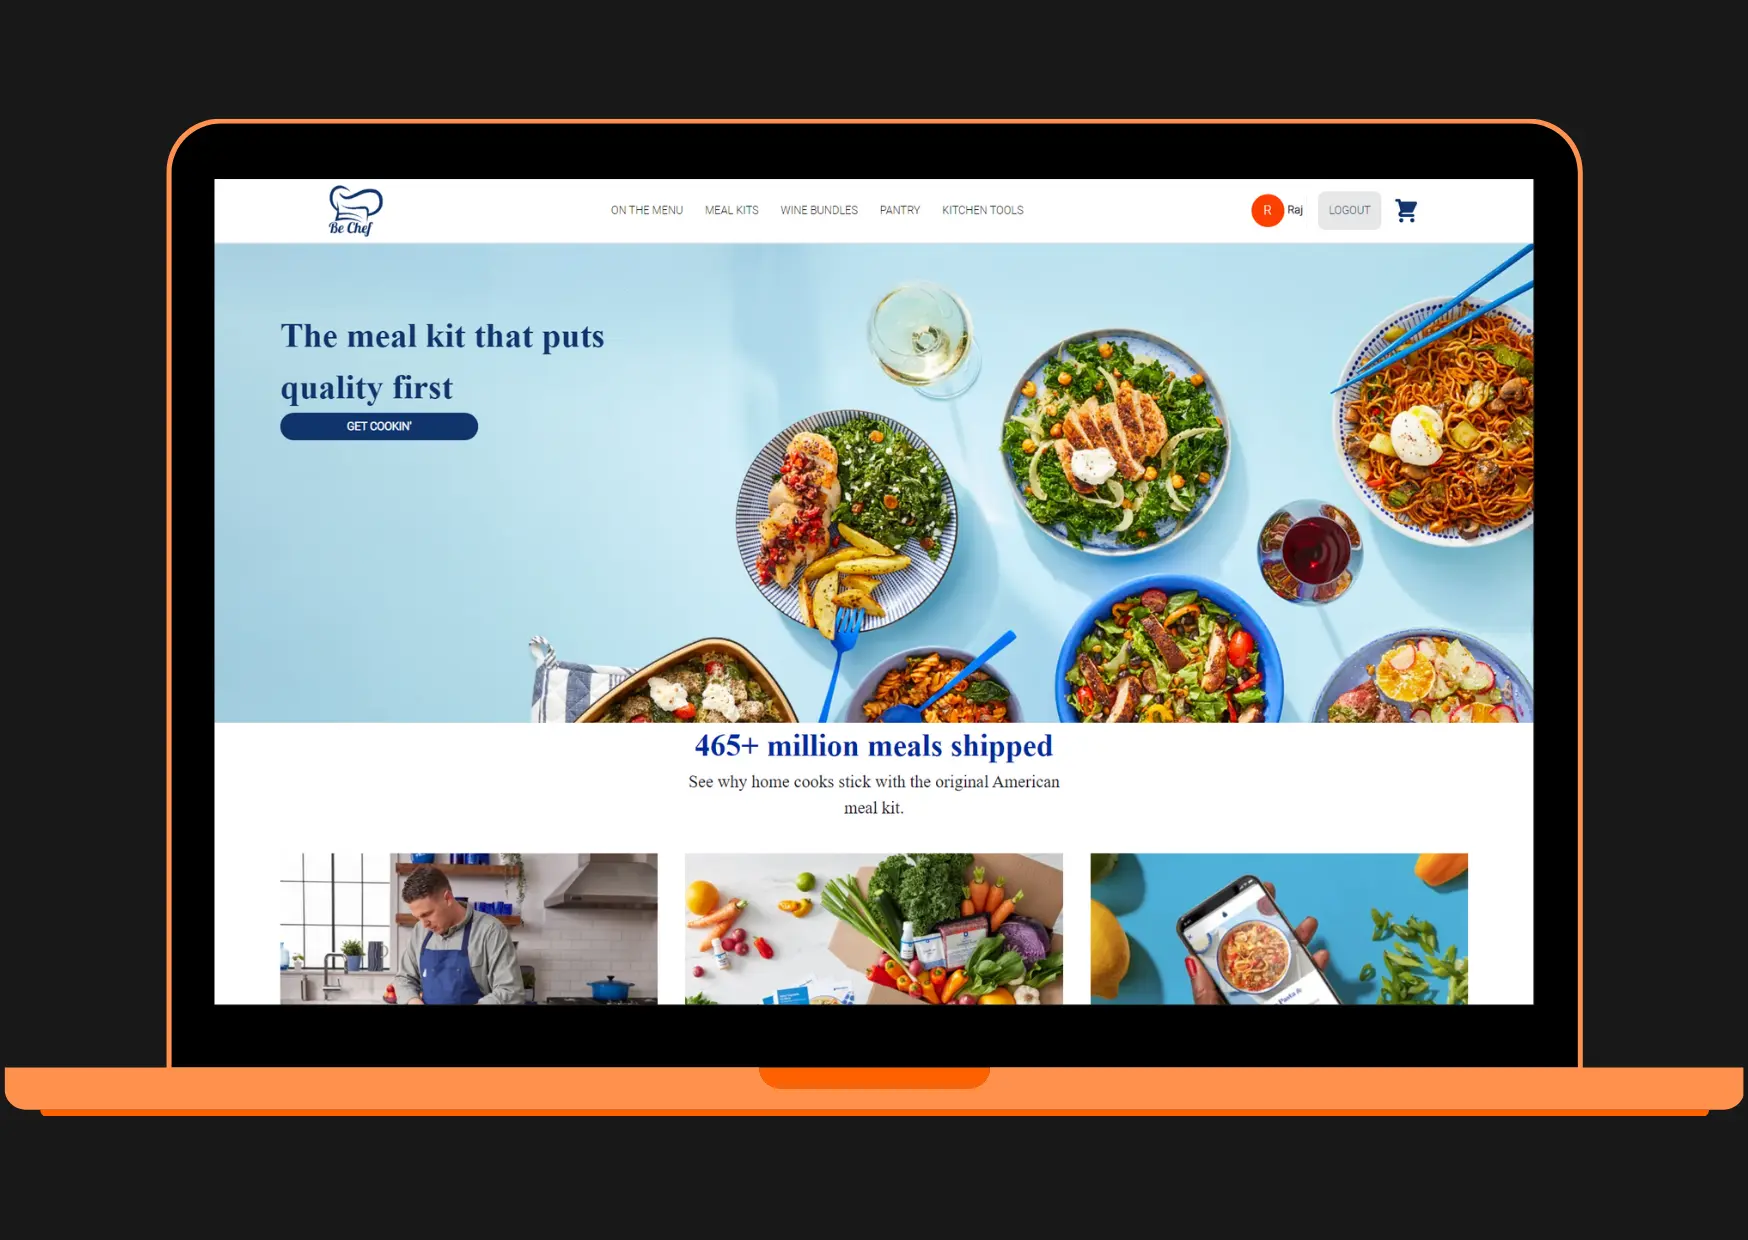 Be Chef
ON THE MENU MEAL KITS WINE BUNDLES PANTRY KITCHEN TOOLS
R Raj LOGOUT
The meal kit that puts
quality first
GET COOKIN'
465+ million meals shipped
See why home cooks stick with the original American
meal kit.